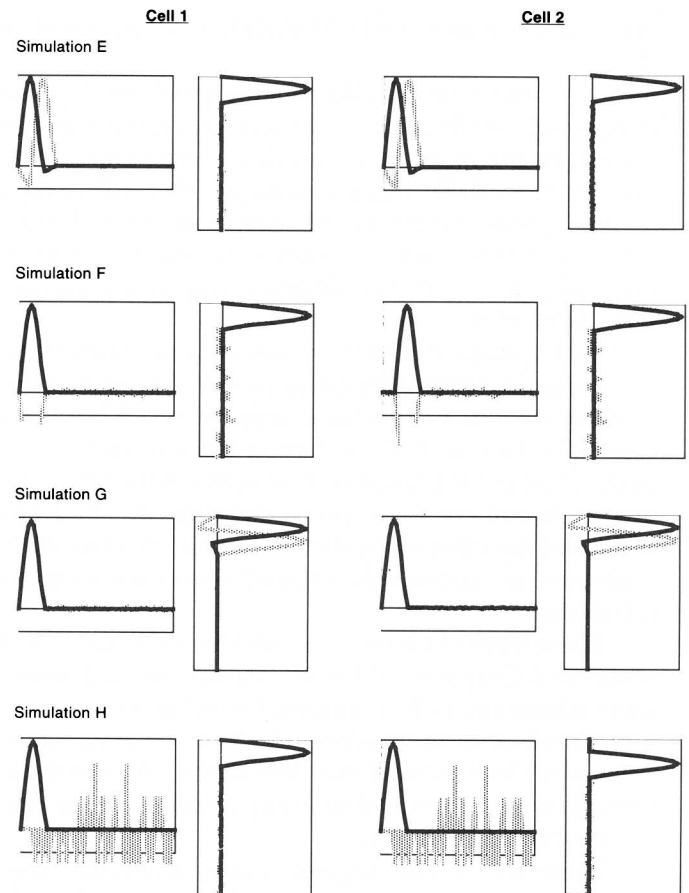 Cell 1
Cell 2
Simulation E
Simulation F
Simulation G
Simulation H